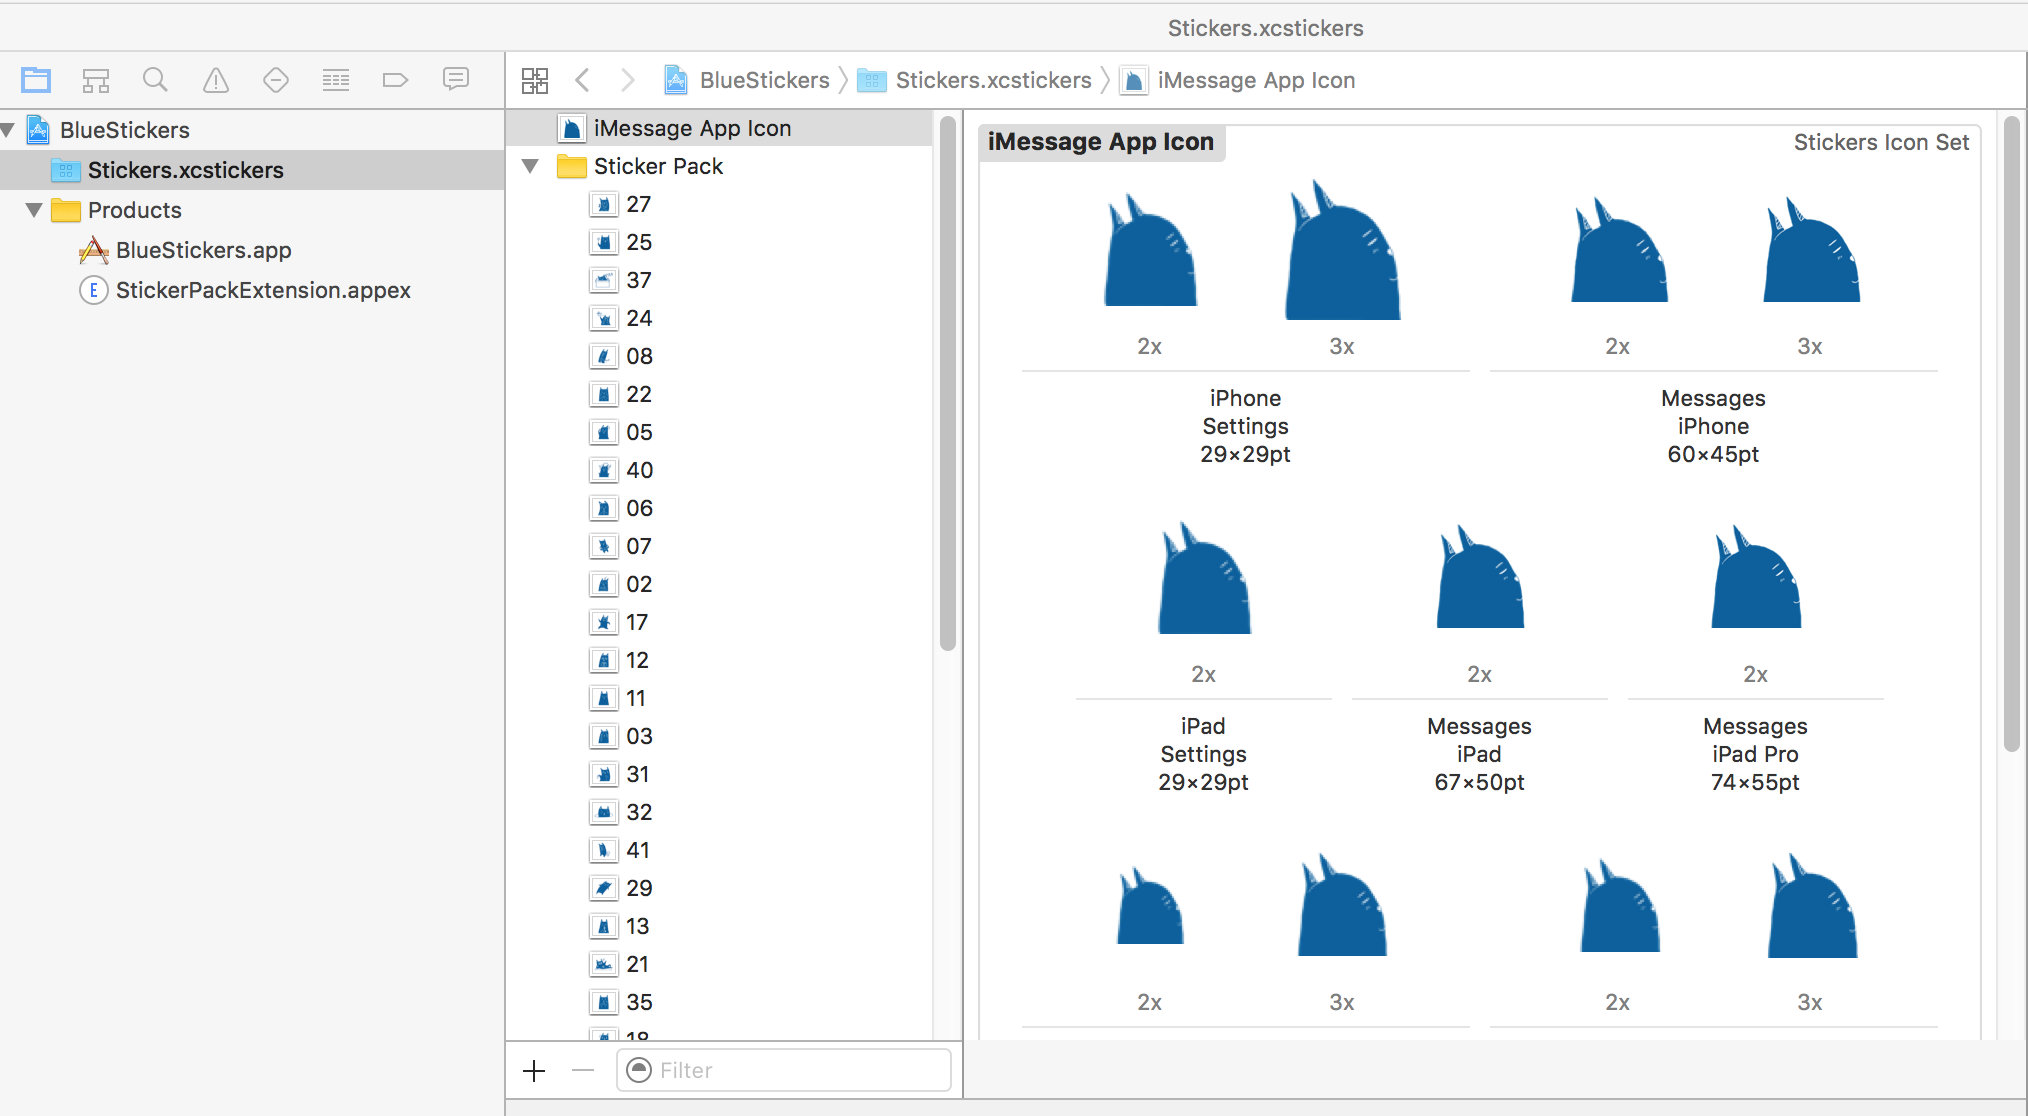 Stickers.xcstickers
BlueStickers
Stickers.xcstickers
iMessage App Icon
BlueStickers
Stickers.xcstickers
Products
BlueStickers.app
E
StickerPackExtension.appex
iMessage App Icon
Sticker Pack
27
25
37
24
08
22
05
40
06
07
02
17
12
11
03
31
32
41
29
13
21
35
18
Filter
iMessage App Icon
Stickers Icon Set
2x
3x
2x
3x
iPhone
Settings
29×29pt
Messages
iPhone
60×45pt
2x
2x
2x
iPad
Settings
29×29pt
Messages
iPad
67×50pt
Messages
iPad Pro
74×55pt
2x
3x
2x
3x